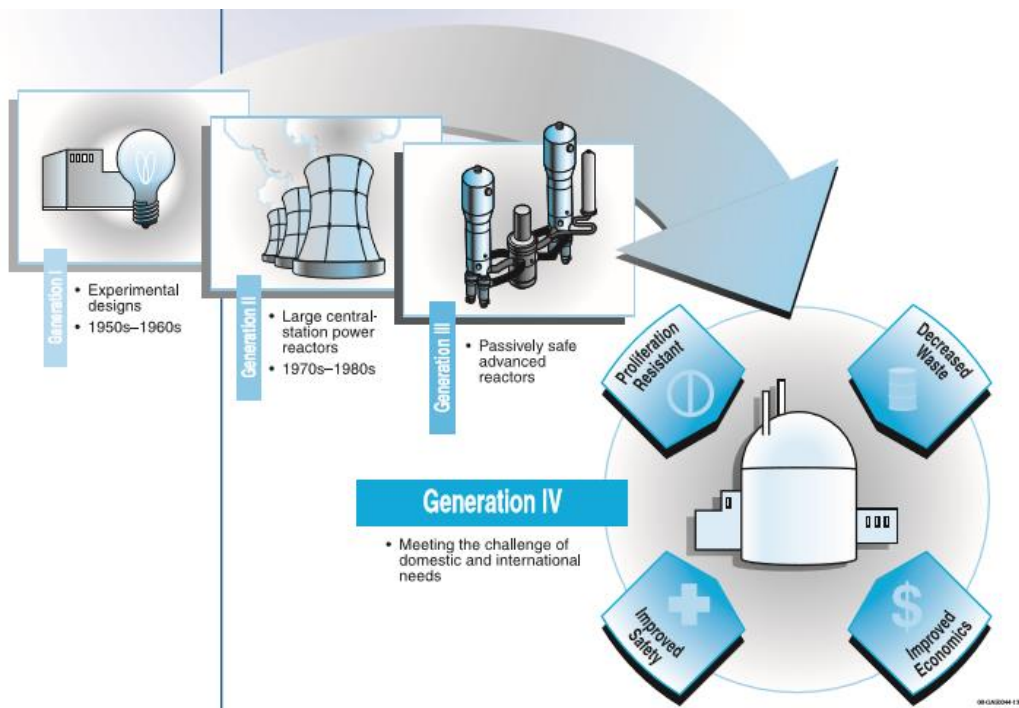 Generation I
• Experimental
designs
• 1950s–1960s
Generation II
• Large central-
station power
reactors
• 1970s–1980s
Generation III
• Passively safe
advanced
reactors
Proliferation
Resistant
Decreased
Waste
Generation IV
• Meeting the challenge of
domestic and international
needs
Improved
Safety
$
Improved
Economics